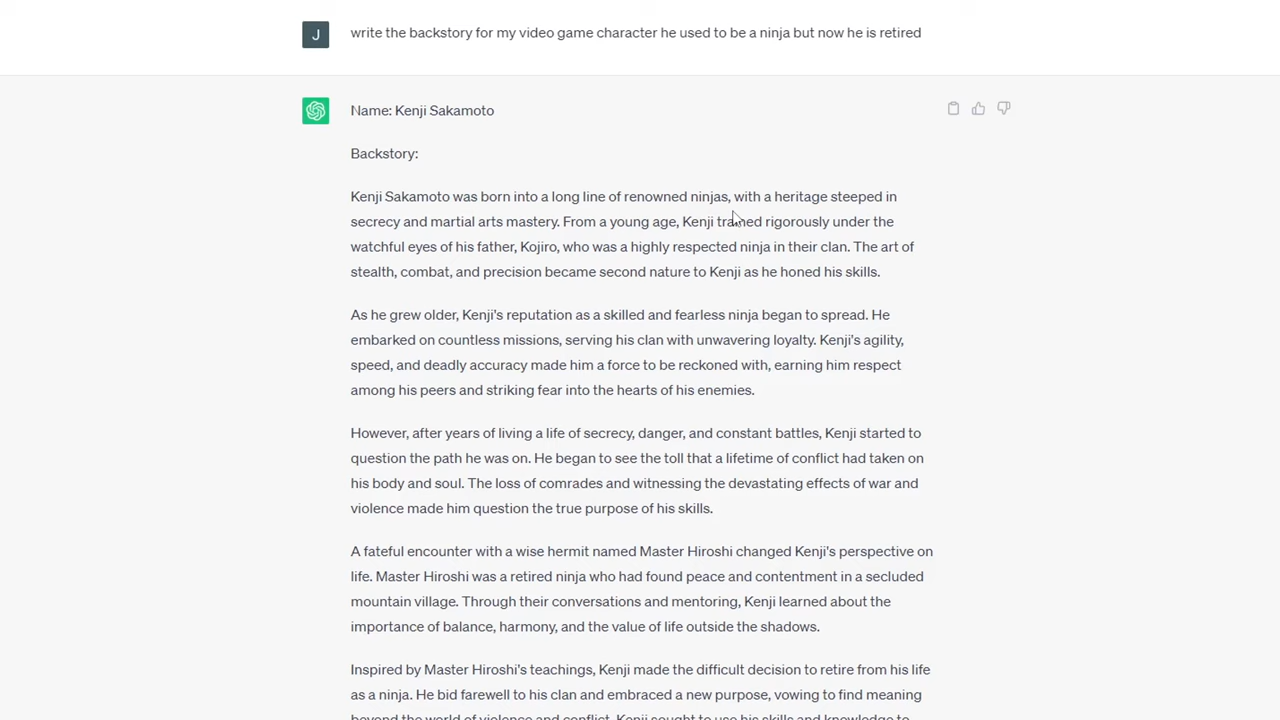 J
write the backstory for my video game character he used to be a ninja but now he is retired
Name: Kenji Sakamoto
Backstory:
Kenji Sakamoto was born into a long line of renowned ninjas, with a heritage steeped in
secrecy and martial arts mastery. From a young age, Kenji trained rigorously under the
watchful eyes of his father, Kojiro, who was a highly respected ninja in their clan. The art of
stealth, combat, and precision became second nature to Kenji as he honed his skills.
As he grew older, Kenji's reputation as a skilled and fearless ninja began to spread. He
embarked on countless missions, serving his clan with unwavering loyalty. Kenji's agility,
speed, and deadly accuracy made him a force to be reckoned with, earning him respect
among his peers and striking fear into the hearts of his enemies.
However, after years of living a life of secrecy, danger, and constant battles, Kenji started to
question the path he was on. He began to see the toll that a lifetime of conflict had taken on
his body and soul. The loss of comrades and witnessing the devastating effects of war and
violence made him question the true purpose of his skills.
A fateful encounter with a wise hermit named Master Hiroshi changed Kenji's perspective on
life. Master Hiroshi was a retired ninja who had found peace and contentment in a secluded
mountain village. Through their conversations and mentoring, Kenji learned about the
importance of balance, harmony, and the value of life outside the shadows.
Inspired by Master Hiroshi's teachings, Kenji made the difficult decision to retire from his life
as a ninja. He bid farewell to his clan and embraced a new purpose, vowing to find meaning
beyond the world of violence and conflict. Kenji sought to use his skills and knowledge to